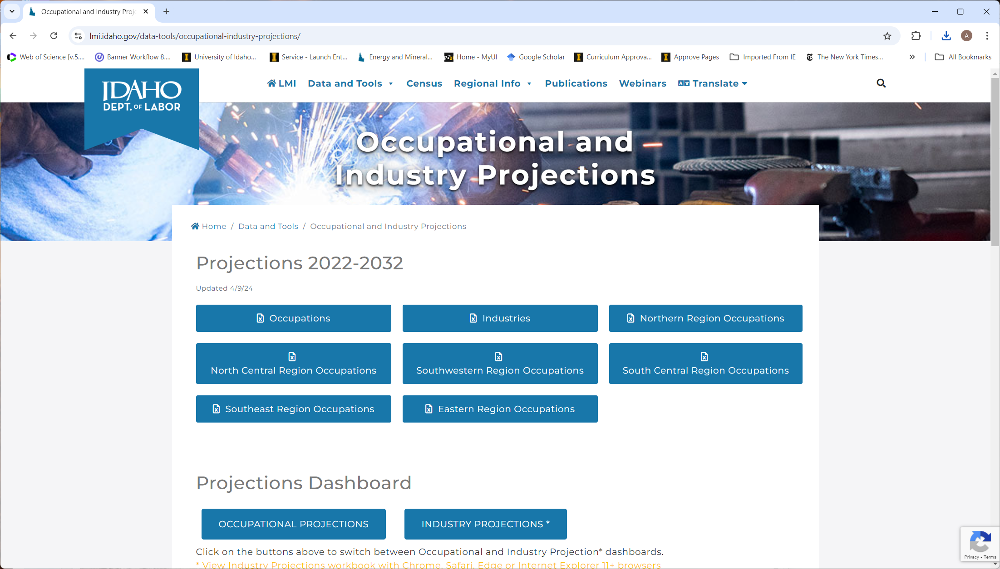 Occupational and Industry Proj
lmi.idaho.gov/data-tools/occupational-industry-projections/
A
Web of Science [v.5....
Banner Workflow 8....
University of Idaho...
Service - Launch Ent...
Energy and Mineral...
Home - MyUI
Google Scholar
Curriculum Approva...
Approve Pages
Imported From IE
The New York Times...
All Bookmarks
IDAHO
DEPT. OF LABOR
LMI
Data and Tools
Census
Regional Info
Publications
Webinars
Translate
Occupational and
Industry Projections
Home / Data and Tools / Occupational and Industry Projections
Projections 2022-2032
Updated 4/9/24
Occupations
Industries
Northern Region Occupations
North Central Region Occupations
Southwestern Region Occupations
South Central Region Occupations
Southeast Region Occupations
Eastern Region Occupations
Projections Dashboard
OCCUPATIONAL PROJECTIONS
INDUSTRY PROJECTIONS *
Click on the buttons above to switch between Occupational and Industry Projection* dashboards.
* View Industry Projections workbook with Chrome, Safari, Edge or Internet Explorer 11+ browsers
Privacy - Terms